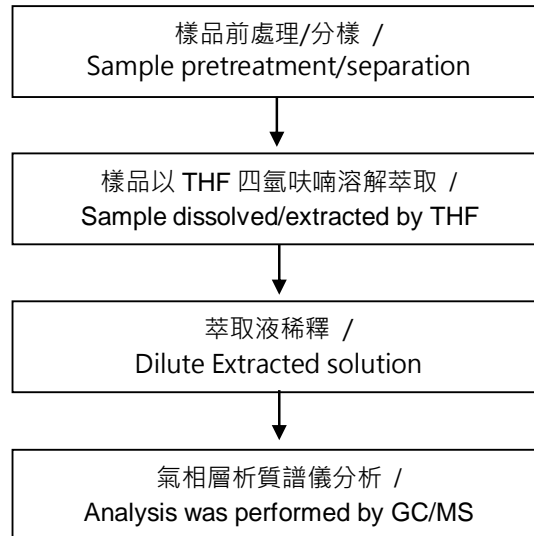 樣品前處理/分樣 /
Sample pretreatment/separation
樣品以 THF 四氫呋喃溶解萃取 /
Sample dissolved/extracted by THF
萃取液稀釋 /
Dilute Extracted solution
氣相層析質譜儀分析 /
Analysis was performed by GC/MS